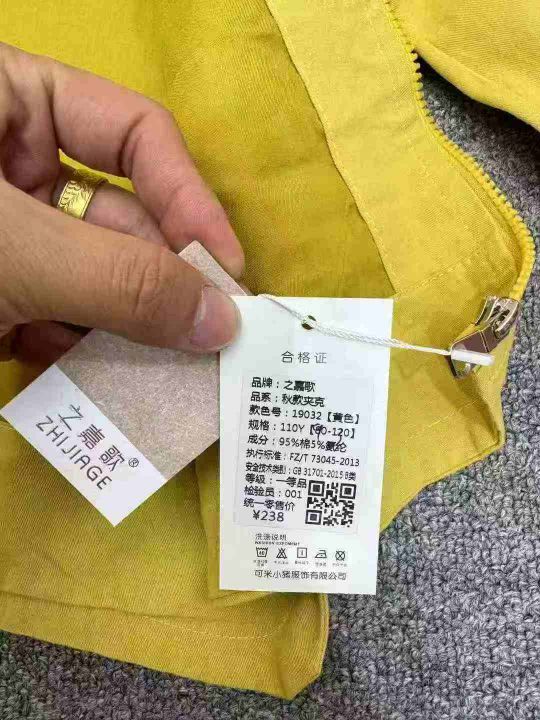 之嘉歌®
ZHIJIAGE
合格证
品牌：之嘉歌
品系：秋款夹克
款色号：19032【黄色】
规格：110Y【90-120】
成分：95%棉5%氨纶
执行标准：FZ/T 73045-2013
安全技术类别：GB 31701-2015 B类
等级：一等品
检验员：001
统一零售价
¥238
洗涤说明
可米小猪服饰有限公司